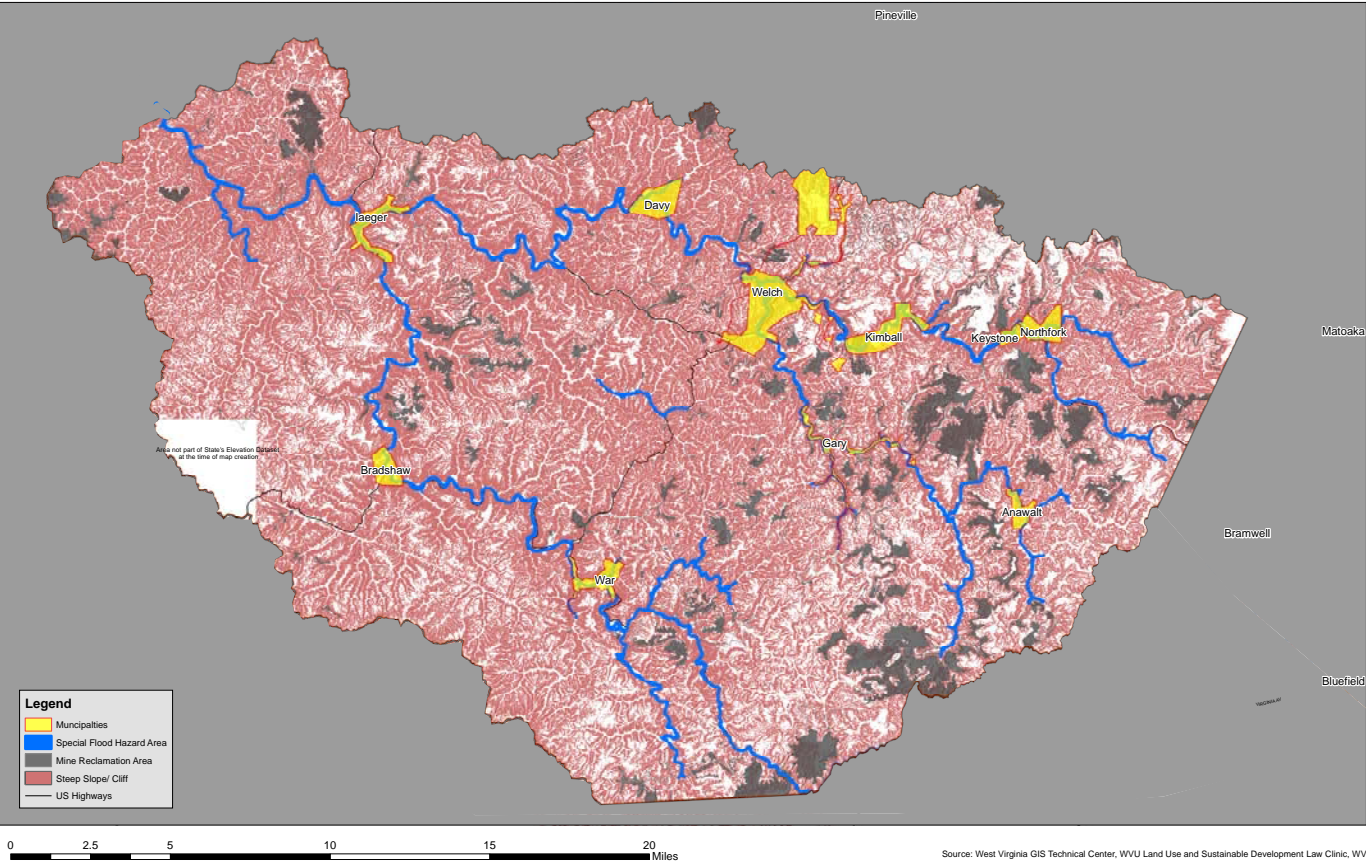 Pineville
Davy
Iaeger
Welch
Kimball
Keystone
Northfork
Matoaka
Gary
Area not part of State's Elevation Dataset
at the time of map creation
Bradshaw
Anawalt
Bramwell
War
Bluefield
Legend
Muncipalties
Special Flood Hazard Area
Mine Reclamation Area
Steep Slope/ Cliff
US Highways
0 2.5 5 10 15 20
Miles
Source: West Virginia GIS Technical Center, WVU Land Use and Sustainable Development Law Clinic, WV